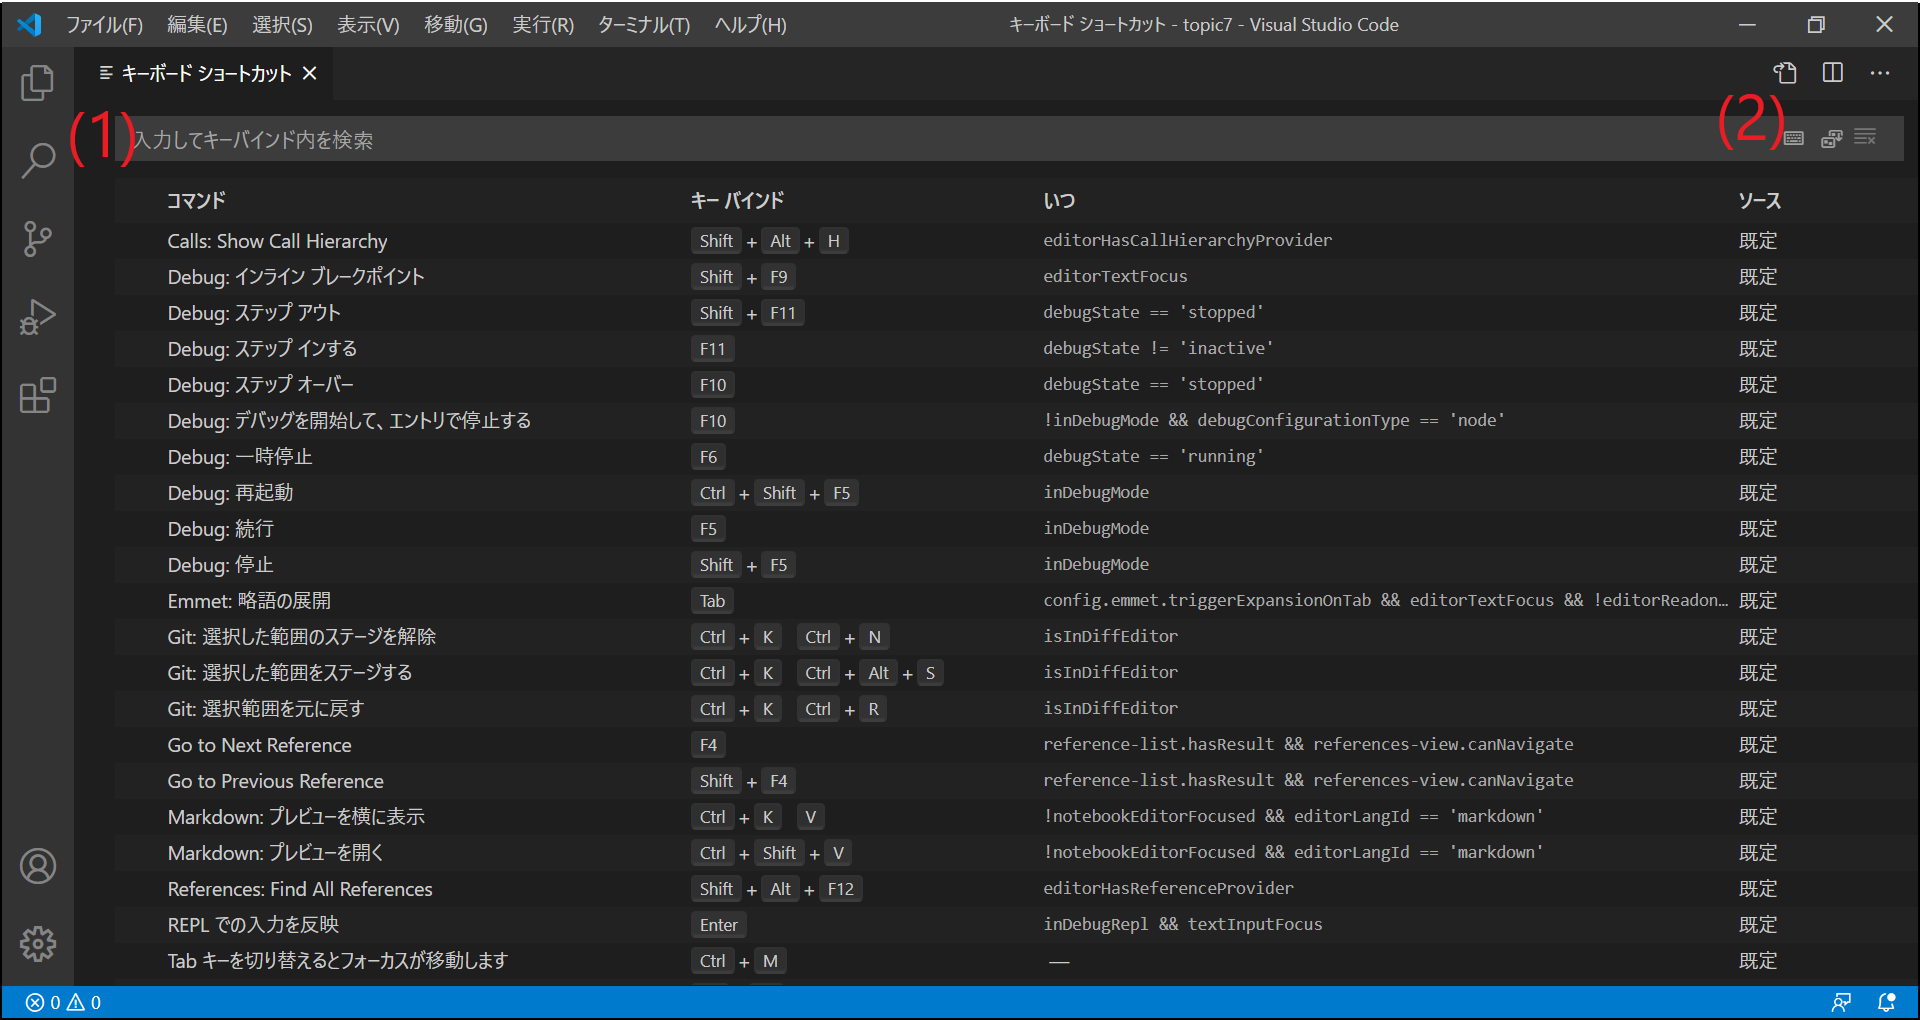 ファイル(F) 編集(E) 選択(S) 表示(V) 移動(G) 実行(R) ターミナル(T) ヘルプ(H) キーボード ショートカット - topic7 - Visual Studio Code
キーボード ショートカット
(1) 入力してキーバインド内を検索 (2)
コマンド キー バインド いつ ソース
Calls: Show Call Hierarchy Shift + Alt + H editorHasCallHierarchyProvider 既定
Debug: インライン ブレークポイント Shift + F9 editorTextFocus 既定
Debug: ステップ アウト Shift + F11 debugState == 'stopped' 既定
Debug: ステップ インする F11 debugState != 'inactive' 既定
Debug: ステップ オーバー F10 debugState == 'stopped' 既定
Debug: デバッグを開始して、エントリで停止する F10 !inDebugMode && debugConfigurationType == 'node' 既定
Debug: 一時停止 F6 debugState == 'running' 既定
Debug: 再起動 Ctrl + Shift + F5 inDebugMode 既定
Debug: 続行 F5 inDebugMode 既定
Debug: 停止 Shift + F5 inDebugMode 既定
Emmet: 略語の展開 Tab config.emmet.triggerExpansionOnTab && editorTextFocus && !editorReadon… 既定
Git: 選択した範囲のステージを解除 Ctrl + K Ctrl + N isInDiffEditor 既定
Git: 選択した範囲をステージする Ctrl + K Ctrl + Alt + S isInDiffEditor 既定
Git: 選択範囲を元に戻す Ctrl + K Ctrl + R isInDiffEditor 既定
Go to Next Reference F4 reference-list.hasResult && references-view.canNavigate 既定
Go to Previous Reference Shift + F4 reference-list.hasResult && references-view.canNavigate 既定
Markdown: プレビューを横に表示 Ctrl + K V !notebookEditorFocused && editorLangId == 'markdown' 既定
Markdown: プレビューを開く Ctrl + Shift + V !notebookEditorFocused && editorLangId == 'markdown' 既定
References: Find All References Shift + Alt + F12 editorHasReferenceProvider 既定
REPL での入力を反映 Enter inDebugRepl && textInputFocus 既定
Tab キーを切り替えるとフォーカスが移動します Ctrl + M — 既定
0 0